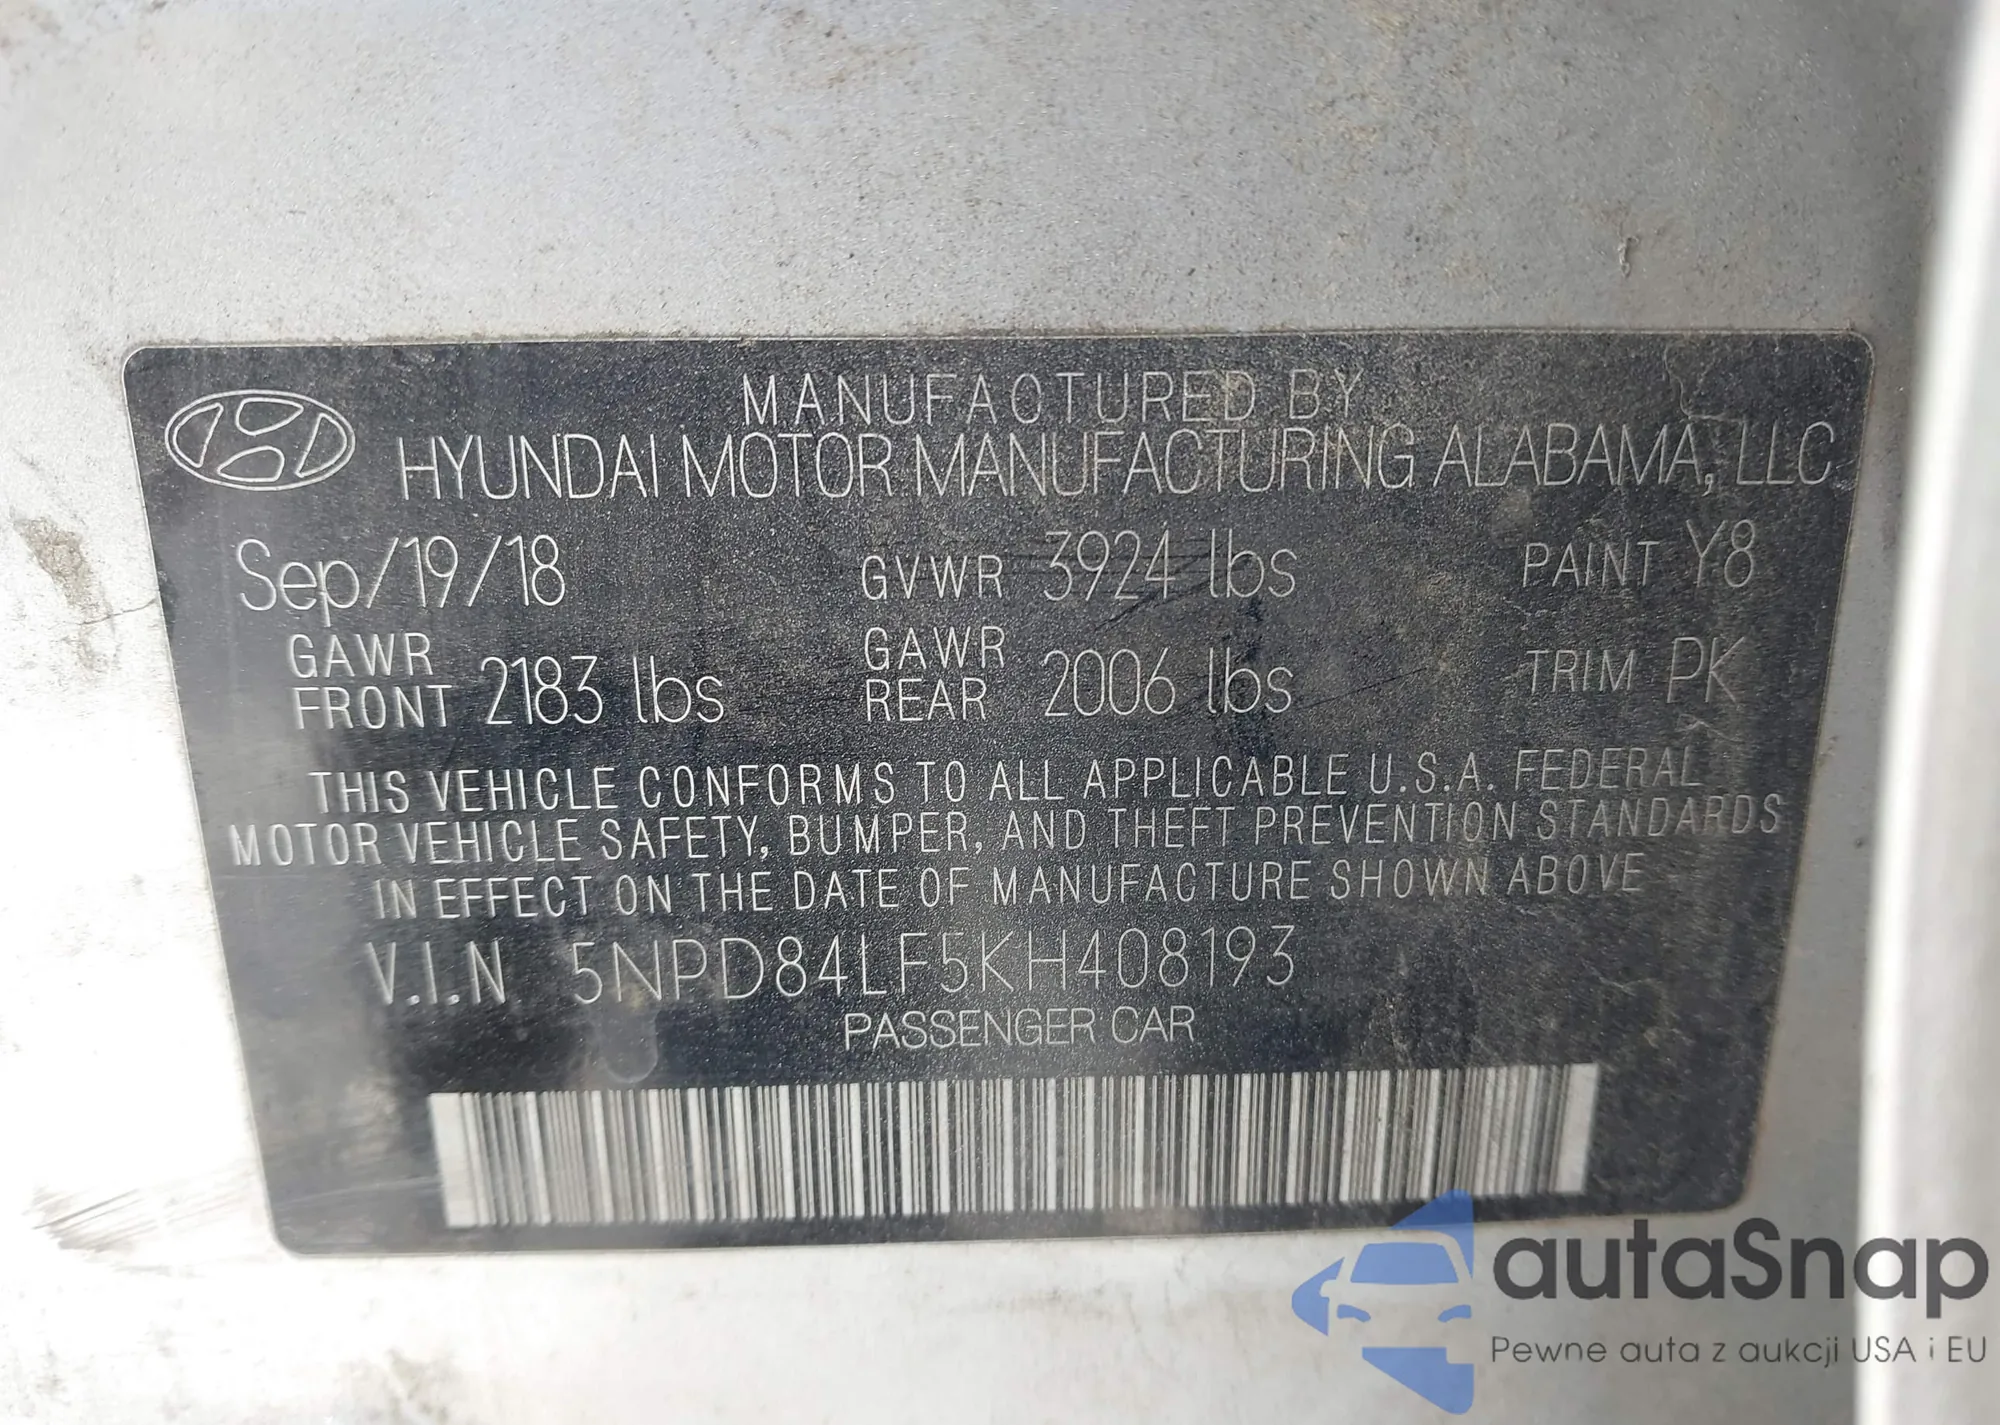 MANUFACTURED BY
HYUNDAI MOTOR MANUFACTURING ALABAMA, LLC
Sep/19/18 GVWR 3924 lbs PAINT Y8
GAWR FRONT 2183 lbs GAWR REAR 2006 lbs TRIM PK
THIS VEHICLE CONFORMS TO ALL APPLICABLE U.S.A. FEDERAL
MOTOR VEHICLE SAFETY, BUMPER, AND THEFT PREVENTION STANDARDS
IN EFFECT ON THE DATE OF MANUFACTURE SHOWN ABOVE
V.I.N 5NPD84LF5KH408193
PASSENGER CAR
autaSnap
Pewne auta z aukcji USA i EU